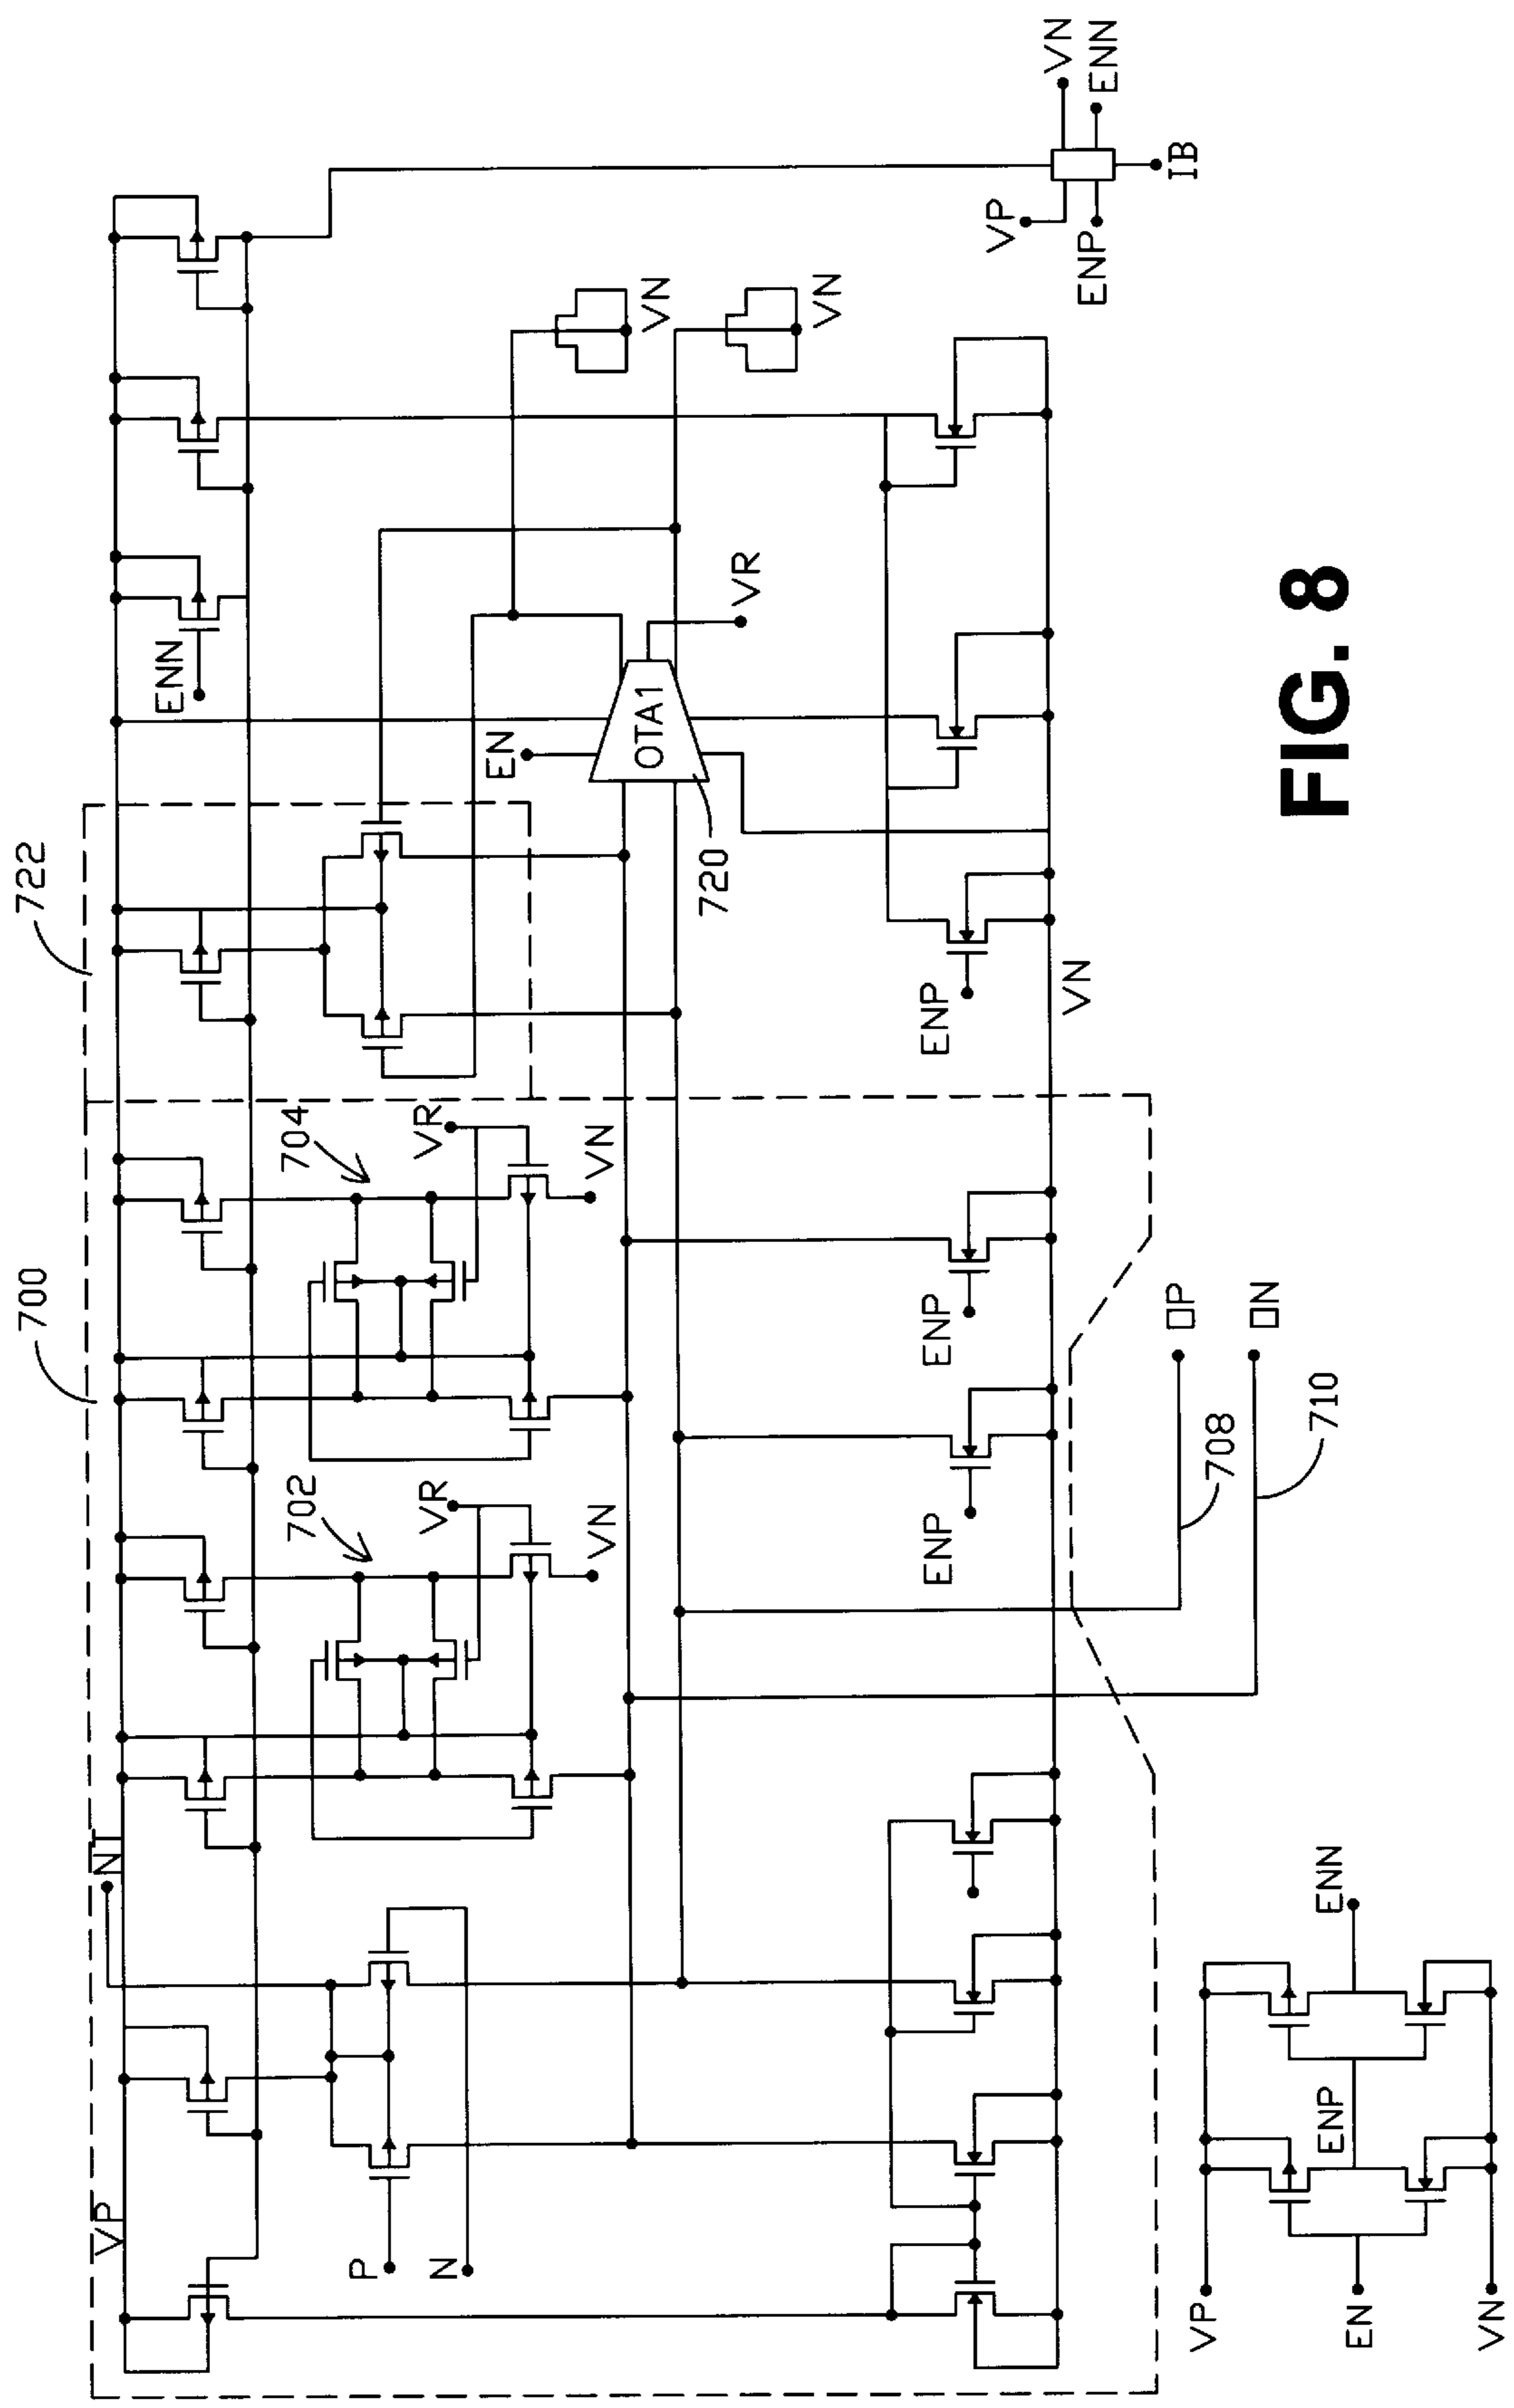 700
722
VP
NT
ENN
702
704
P
N
VR
VR
EN
VN
VN
OTA1
VN
VR
720
VN
ENP
ENP
ENP
VN
VP
VN
ENP
ENN
IB
OP
ON
708
710
VP
ENP
ENN
EN
VN
FIG. 8